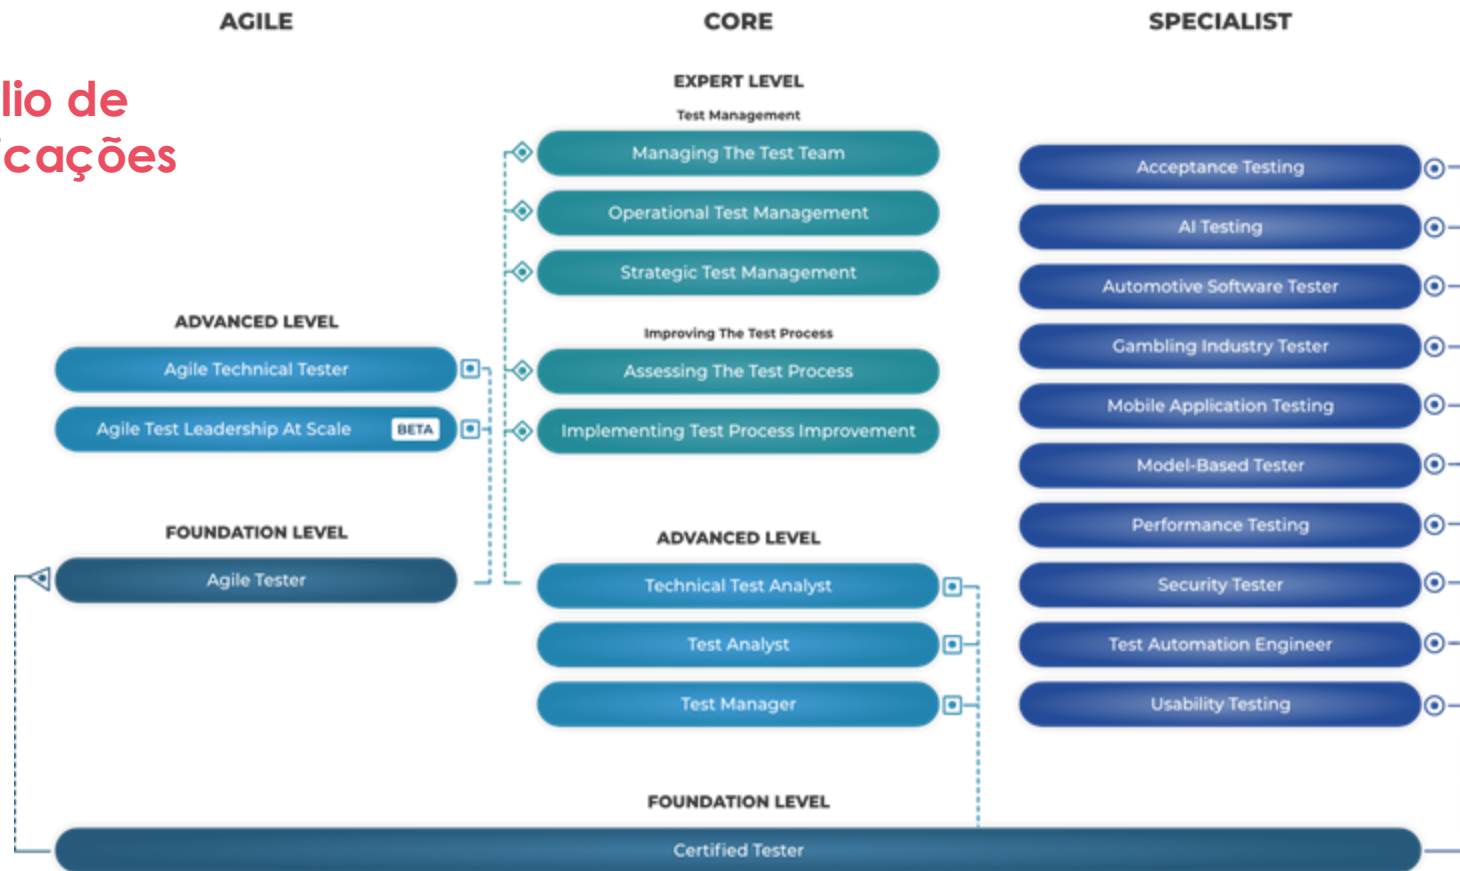 AGILE
CORE
SPECIALIST
lio de
icações
EXPERT LEVEL
Test Management
Managing The Test Team
Operational Test Management
Strategic Test Management
Improving The Test Process
Assessing The Test Process
Implementing Test Process Improvement
ADVANCED LEVEL
Agile Technical Tester
Agile Test Leadership At Scale BETA
FOUNDATION LEVEL
Agile Tester
ADVANCED LEVEL
Technical Test Analyst
Test Analyst
Test Manager
Acceptance Testing
AI Testing
Automotive Software Tester
Gambling Industry Tester
Mobile Application Testing
Model-Based Tester
Performance Testing
Security Tester
Test Automation Engineer
Usability Testing
FOUNDATION LEVEL
Certified Tester